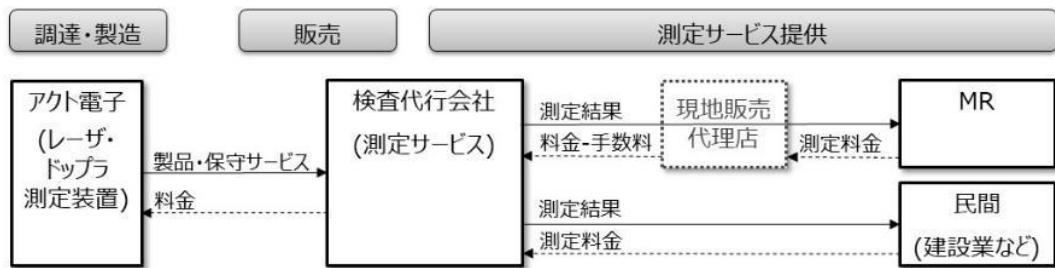 調達・製造
販売
測定サービス提供
アクト電子
(レーザ・
ドップラ
測定装置)
製品・保守サービス
料金
検査代行会社
(測定サービス)
測定結果
料金-手数料
現地販売
代理店
測定料金
MR
測定結果
測定料金
民間
(建設業など)